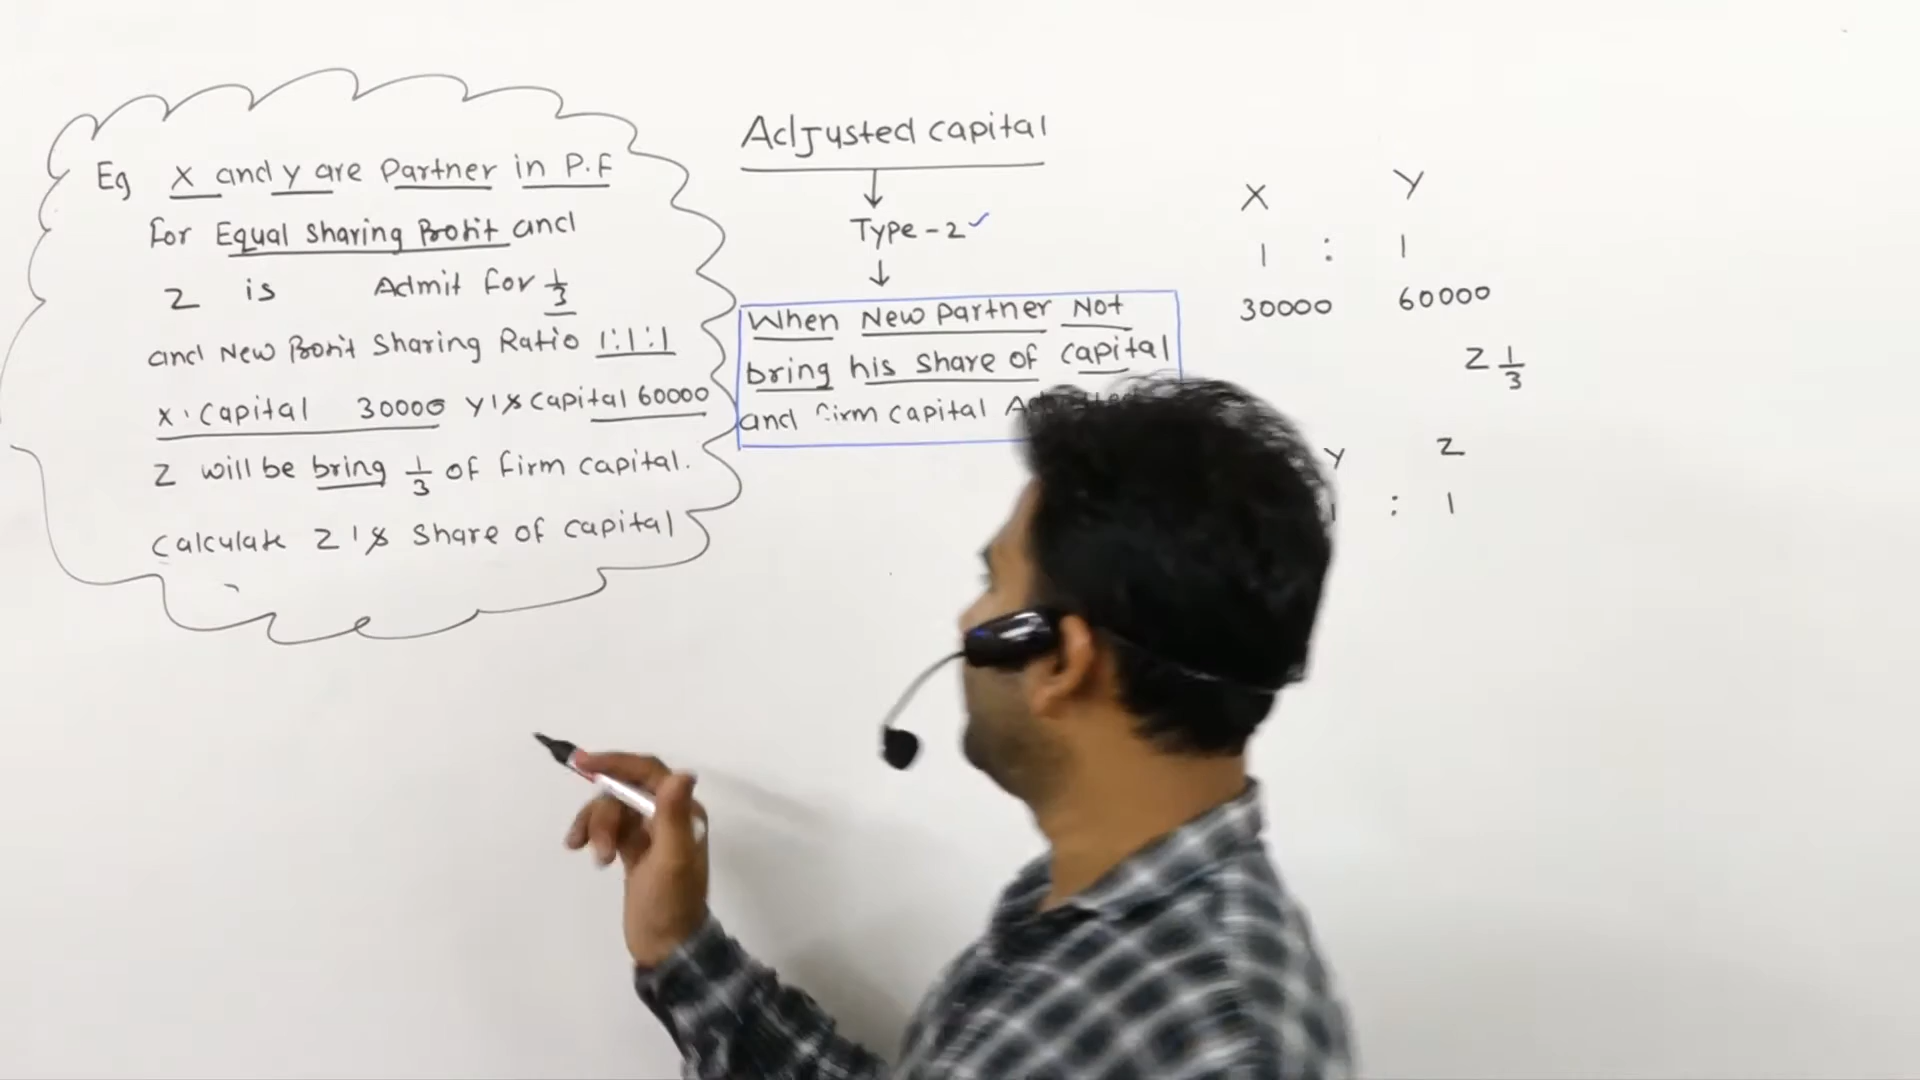 Eg X and y are Partner in P.F
For Equal sharing Profit and
Z is Admit for 1/3
and New Profit Sharing Ratio 1:1:1
X. Capital 30000 y's capital 60000
Z will be bring 1/3 of firm capital.
Calculate Z's Share of capital
Adjusted capital
Type-2
When New Partner Not
bring his share of capital
and firm capital
X Y
1 : 1
30000 60000
Z 1/3
y Z
1 : 1